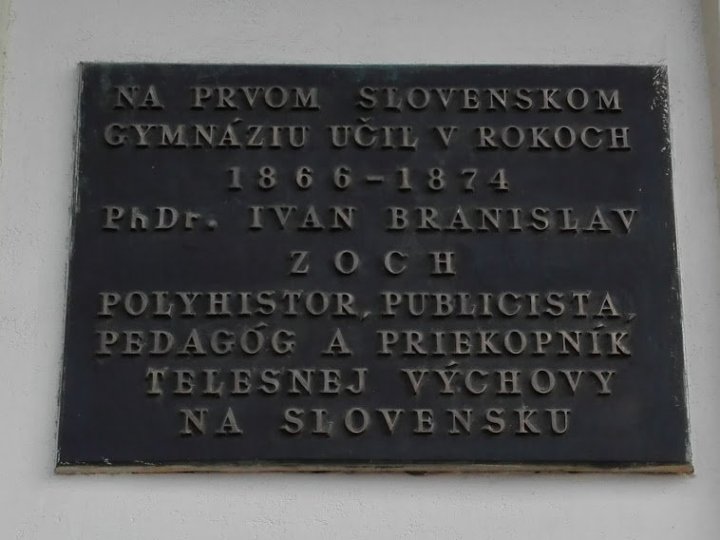 NA PRVOM SLOVENSKOM
GYMNÁZIU UČIL V ROKOCH
1866-1874
PhDr. IVAN BRANISLAV
ZOCH
POLYHISTOR, PUBLICISTA,
PEDAGÓG A PRIEKOPNÍK
TELESNEJ VÝCHOVY
NA SLOVENSKU